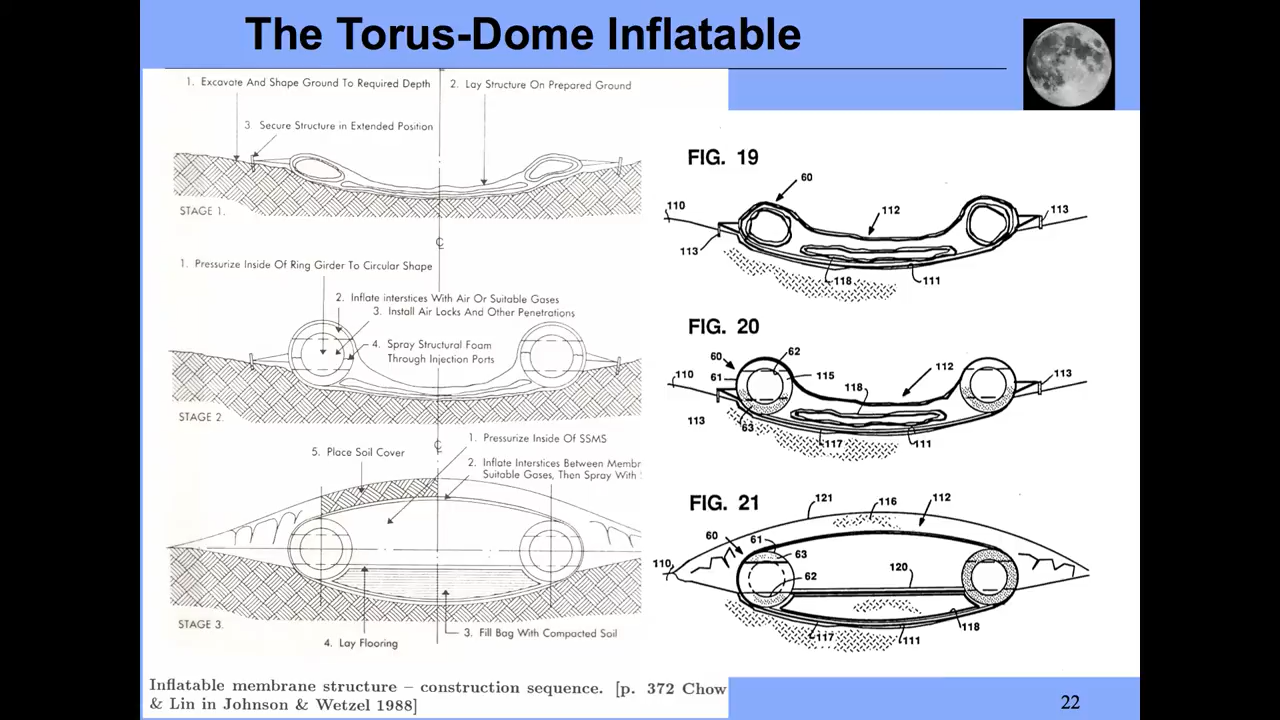 The Torus-Dome Inflatable
1. Excavate And Shape Ground To Required Depth
2. Lay Structure On Prepared Ground
3. Secure Structure in Extended Position
STAGE 1.
℄
1. Pressurize Inside Of Ring Girder To Circular Shape
2. Inflate interstices With Air Or Suitable Gases
3. Install Air Locks And Other Penetrations
4. Spray Structural Foam
Through Injection Ports
STAGE 2.
℄
1. Pressurize Inside Of SSMS
2. Inflate Interstices Between Membr
Suitable Gases, Then Spray With
5. Place Soil Cover
STAGE 3.
3. Fill Bag With Compacted Soil
4. Lay Flooring
Inflatable membrane structure – construction sequence. [p. 372 Chow
& Lin in Johnson & Wetzel 1988]
FIG. 19
60
110
112
113
113
118
111
FIG. 20
60
62
61
115
112
110
118
113
113
63
117
111
FIG. 21
121
116
112
60
61
63
110
62
120
117
111
118
22